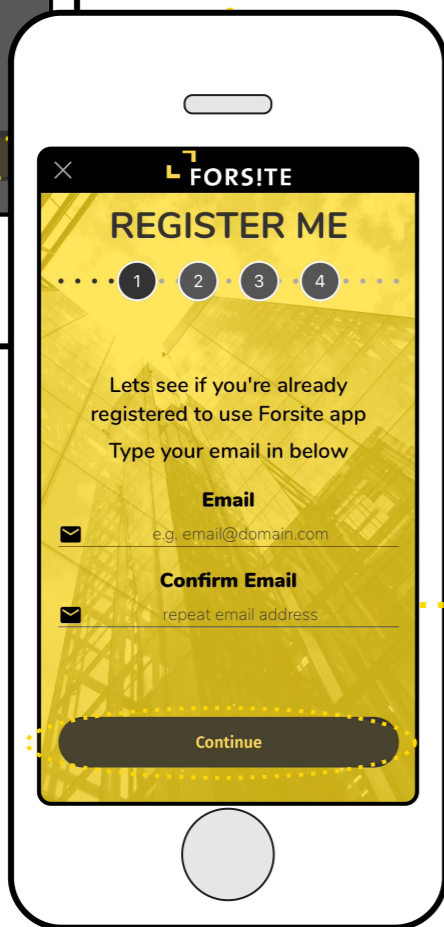 FORS!TE
REGISTER ME
1 2 3 4
Lets see if you're already
registered to use Forsite app
Type your email in below
Email
e.g. email@domain.com
Confirm Email
repeat email address
Continue